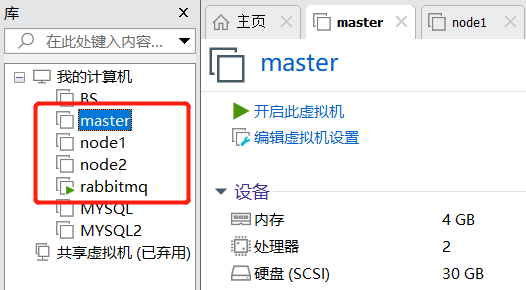 库
在此处键入内容...
我的计算机
BS
master
node1
node2
rabbitmq
MYSQL
MYSQL2
共享虚拟机 (已弃用)
主页
master
node1
master
开启此虚拟机
编辑虚拟机设置
设备
内存 4 GB
处理器 2
硬盘 (SCSI) 30 GB